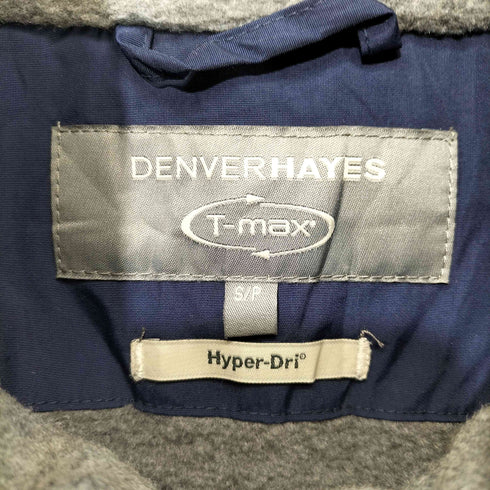 DENVERHAYES
T-max®
S/P
Hyper-Dri®